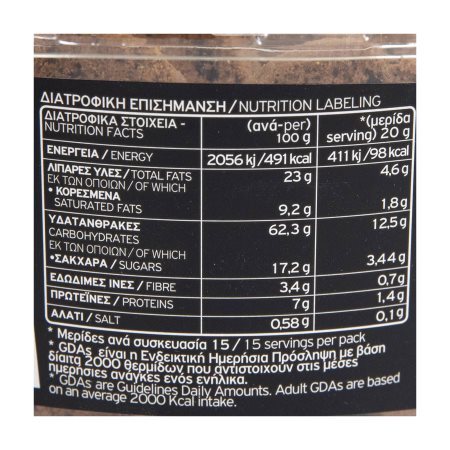 ΔΙΑΤΡΟΦΙΚΗ ΕΠΙΣΗΜΑΝΣΗ / NUTRITION LABELING
ΔΙΑΤΡΟΦΙΚΑ ΣΤΟΙΧΕΙΑ -
NUTRITION FACTS
(ανά-per)
100 g
*(μερίδα
serving) 20 g
ΕΝΕΡΓΕΙΑ / ENERGY 2056 kj /491 kcal 411 kj /98 kcal
ΛΙΠΑΡΕΣ ΥΛΕΣ / TOTAL FATS 23 g 4,6 g
ΕΚ ΤΩΝ ΟΠΟΙΩΝ / OF WHICH
• ΚΟΡΕΣΜΕΝΑ
SATURATED FATS 9,2 g 1,8 g
ΥΔΑΤΑΝΘΡΑΚΕΣ
CARBOHYDRATES 62,3 g 12,5 g
ΕΚ ΤΩΝ ΟΠΟΙΩΝ / OF WHICH
•ΣΑΚΧΑΡΑ / SUGARS 17,2 g 3,44 g
ΕΔΩΔΙΜΕΣ ΙΝΕΣ / FIBRE 3,4 g 0,7g
ΠΡΩΤΕΪΝΕΣ / PROTEINS 7 g 1,4 g
ΑΛΑΤΙ / SALT 0,58 g 0,1 g
* Μερίδες ανά συσκευασία 15 / 15 servings per pack
* GDAs είναι η Ενδεικτική Ημερήσια Πρόσληψη με βάση
δίαιτα 2000 θερμίδων που αντιστοιχούν στις μέσες
ημερήσιες ανάγκες ενός ενήλικα.
* GDAs are Guidelines Daily Amounts. Adult GDAs are based
on an average 2000 Kcal intake.